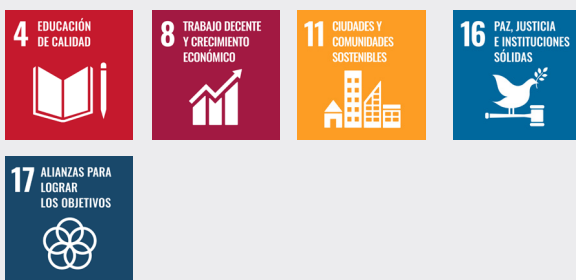 4 EDUCACIÓN
DE CALIDAD
8 TRABAJO DECENTE
Y CRECIMIENTO
ECONÓMICO
11 CIUDADES Y
COMUNIDADES
SOSTENIBLES
16 PAZ, JUSTICIA
E INSTITUCIONES
SÓLIDAS
17 ALIANZAS PARA
LOGRAR
LOS OBJETIVOS